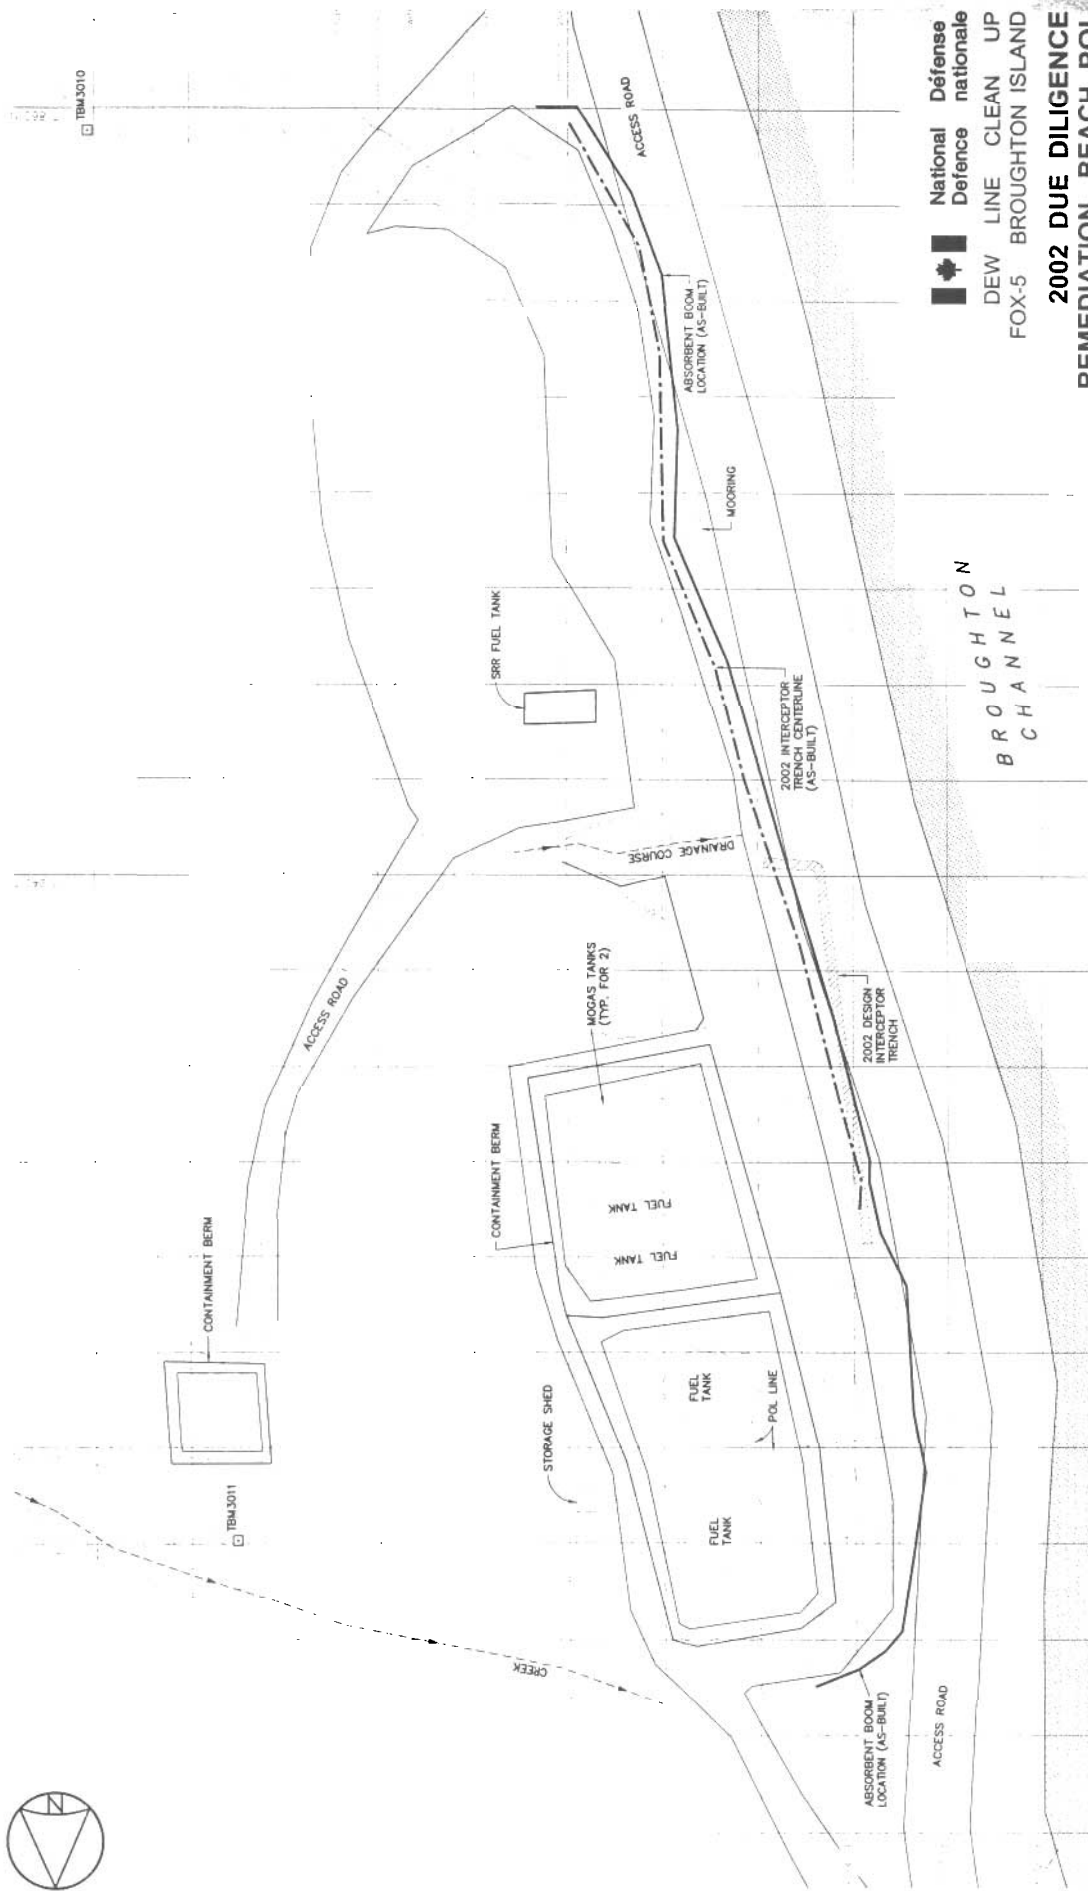 TBM3010
ACCESS ROAD
National Défense
Defence nationale
DEW LINE CLEAN UP
FOX-5 BROUGHTON ISLAND
2002 DUE DILIGENCE
REMEDIATION BEACH POL
ABSORBENT BOOM
LOCATION (AS-BUILT)
MOORING
SRR FUEL TANK
2002 INTERCEPTOR
TRENCH CENTERLINE
(AS-BUILT)
BROUGHTON
CHANNEL
DRAINAGE COURSE
ACCESS ROAD
MOGAS TANKS
(TYP. FOR 2)
2002 DESIGN
INTERCEPTOR
TRENCH
CONTAINMENT BERM
FUEL TANK
FUEL TANK
CONTAINMENT BERM
FUEL
TANK
POL LINE
STORAGE SHED
FUEL
TANK
TBM3011
CREEK
ABSORBENT BOOM
LOCATION (AS-BUILT)
ACCESS ROAD
N